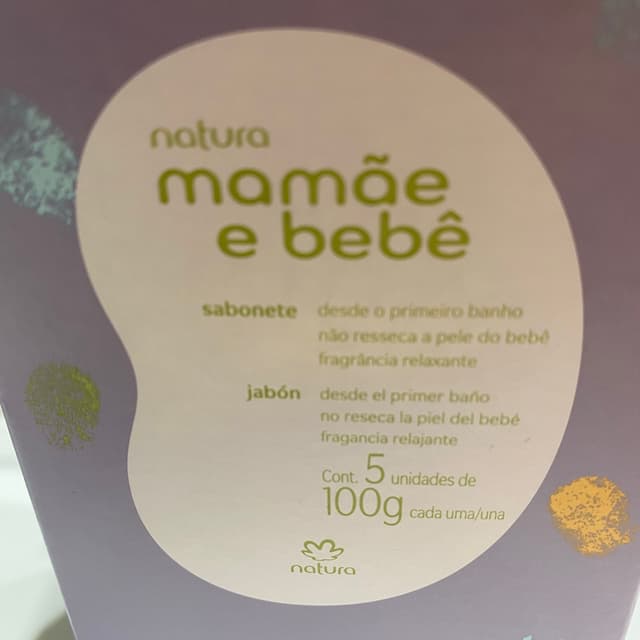 natura
mamãe
e bebê
sabonete desde o primeiro banho
não resseca a pele do bebê
fragrância relaxante
jabón desde el primer baño
no reseca la piel del bebé
fragancia relajante
Cont. 5 unidades de
100g cada uma/una
natura